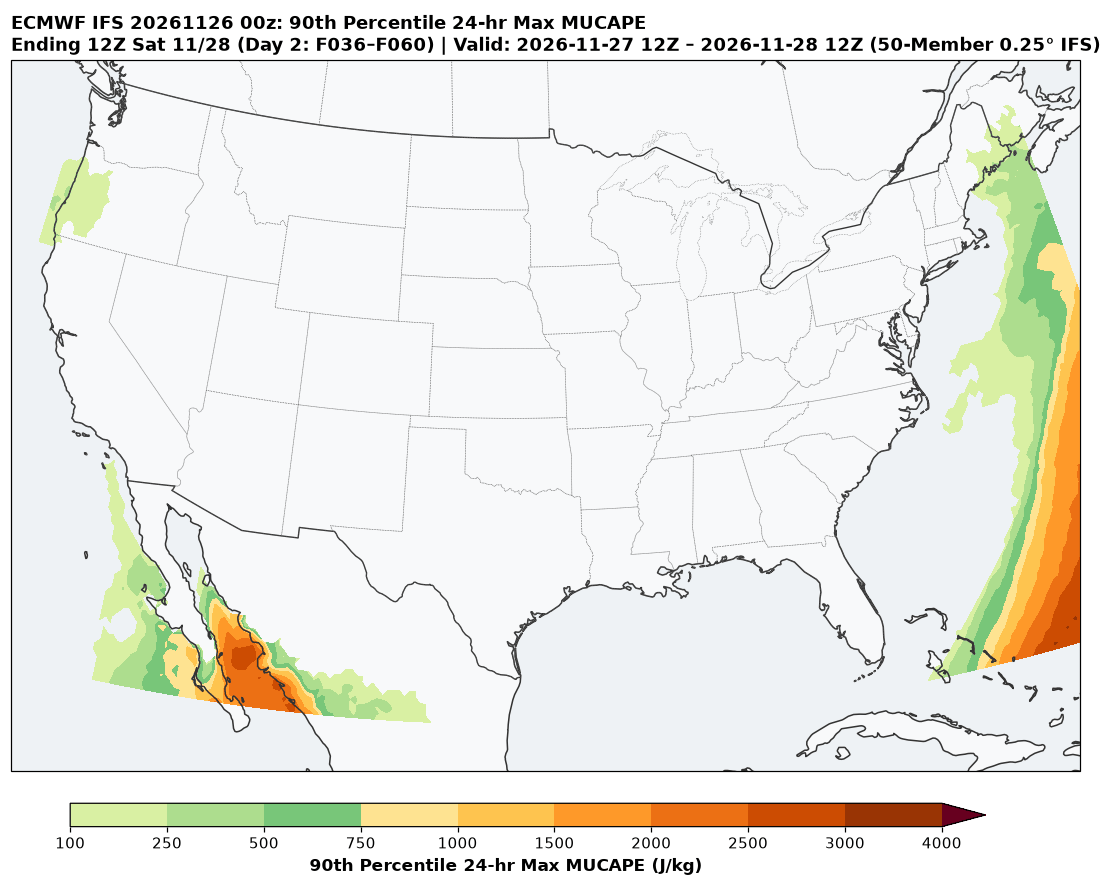 ECMWF IFS 20261126 00z: 90th Percentile 24-hr Max MUCAPE
Ending 12Z Sat 11/28 (Day 2: F036–F060) | Valid: 2026-11-27 12Z – 2026-11-28 12Z (50-Member 0.25° IFS)
100 250 500 750 1000 1500 2000 2500 3000 4000
90th Percentile 24-hr Max MUCAPE (J/kg)